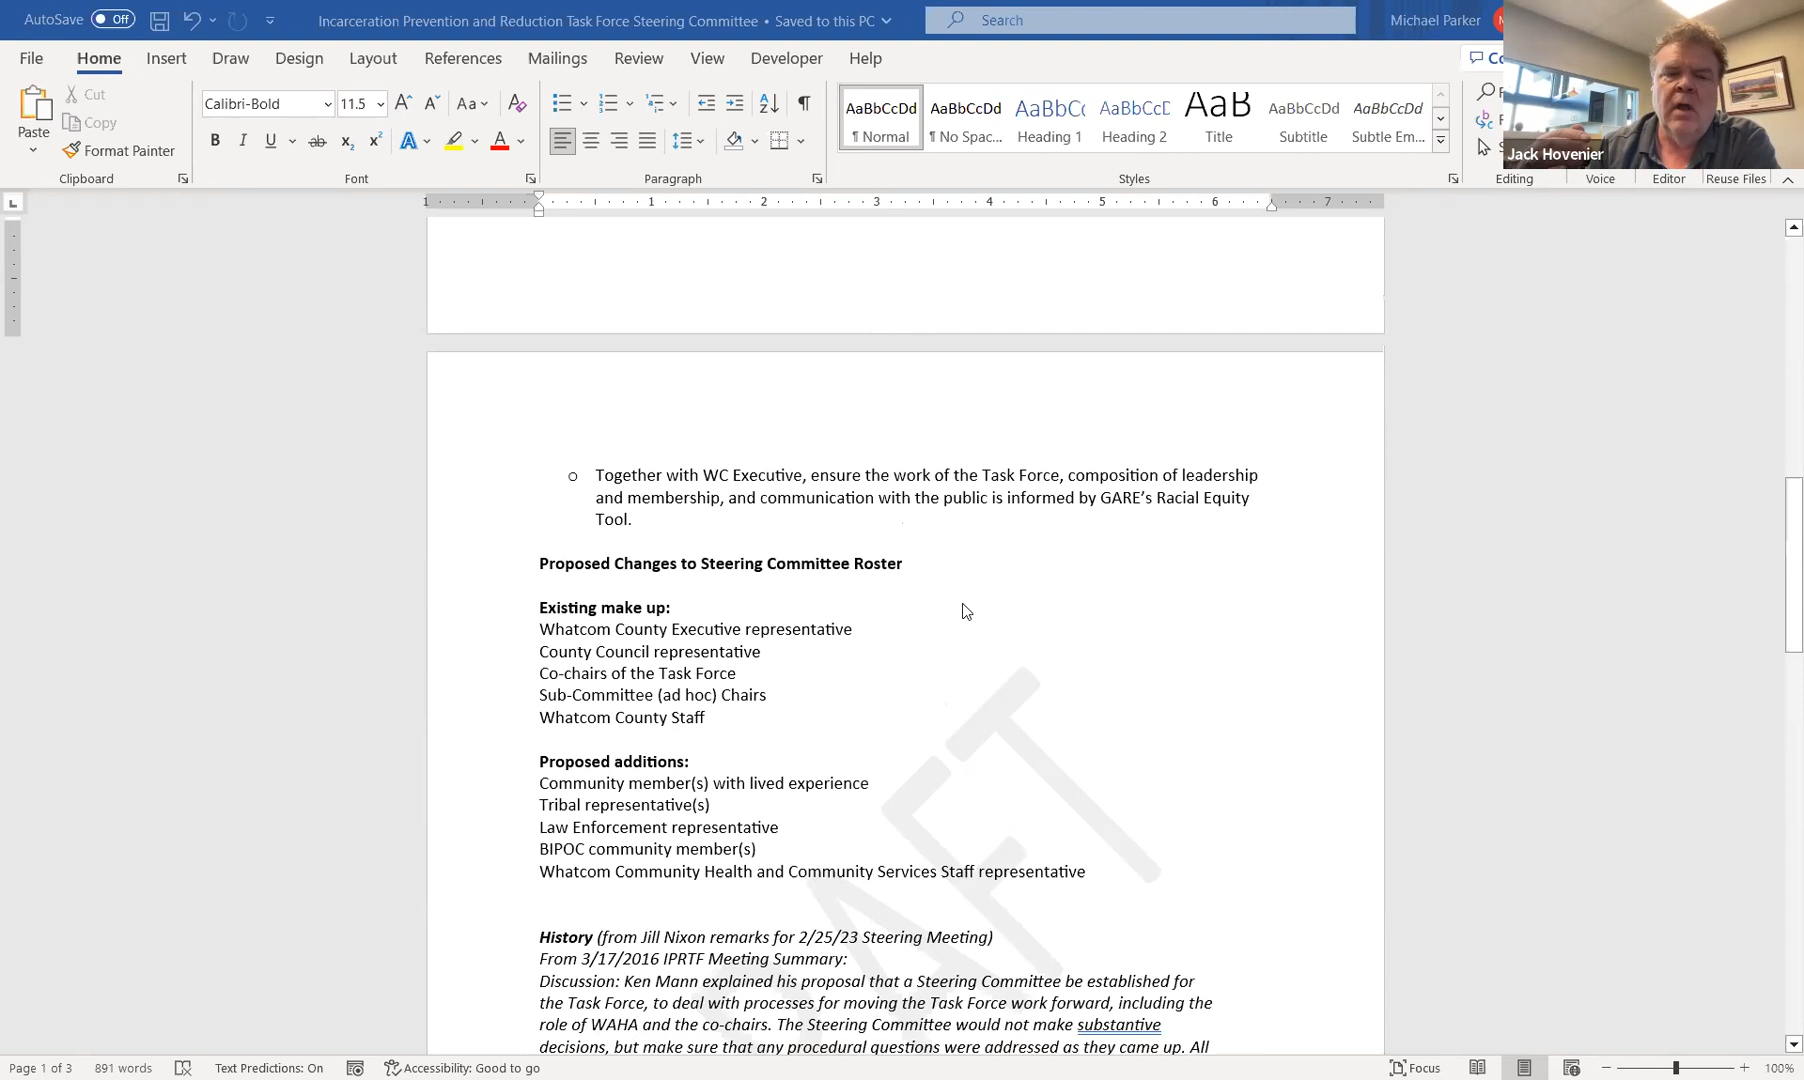 AutoSave Off Incarceration Prevention and Reduction Task Force Steering Committee • Saved to this PC Search Michael Parker
File Home Insert Draw Design Layout References Mailings Review View Developer Help
Paste Cut Copy Format Painter
Calibri-Bold 11.5 Aa
AaBbCcDd AaBbCcDd AaBbCc AaBbCcD AaB AaBbCcDd AaBbCcDd
¶ Normal ¶ No Spac... Heading 1 Heading 2 Title Subtitle Subtle Em...
Jack Hovenier
Clipboard Font Paragraph Styles Editing Voice Editor Reuse Files
1 1 2 3 4 5 6 7
o Together with WC Executive, ensure the work of the Task Force, composition of leadership
and membership, and communication with the public is informed by GARE’s Racial Equity
Tool.
Proposed Changes to Steering Committee Roster
Existing make up:
Whatcom County Executive representative
County Council representative
Co-chairs of the Task Force
Sub-Committee (ad hoc) Chairs
Whatcom County Staff
Proposed additions:
Community member(s) with lived experience
Tribal representative(s)
Law Enforcement representative
BIPOC community member(s)
Whatcom Community Health and Community Services Staff representative
History (from Jill Nixon remarks for 2/25/23 Steering Meeting)
From 3/17/2016 IPRTF Meeting Summary:
Discussion: Ken Mann explained his proposal that a Steering Committee be established for
the Task Force, to deal with processes for moving the Task Force work forward, including the
role of WAHA and the co-chairs. The Steering Committee would not make substantive
decisions, but make sure that any procedural questions were addressed as they came up. All
Page 1 of 3 891 words Text Predictions: On Accessibility: Good to go Focus 100%